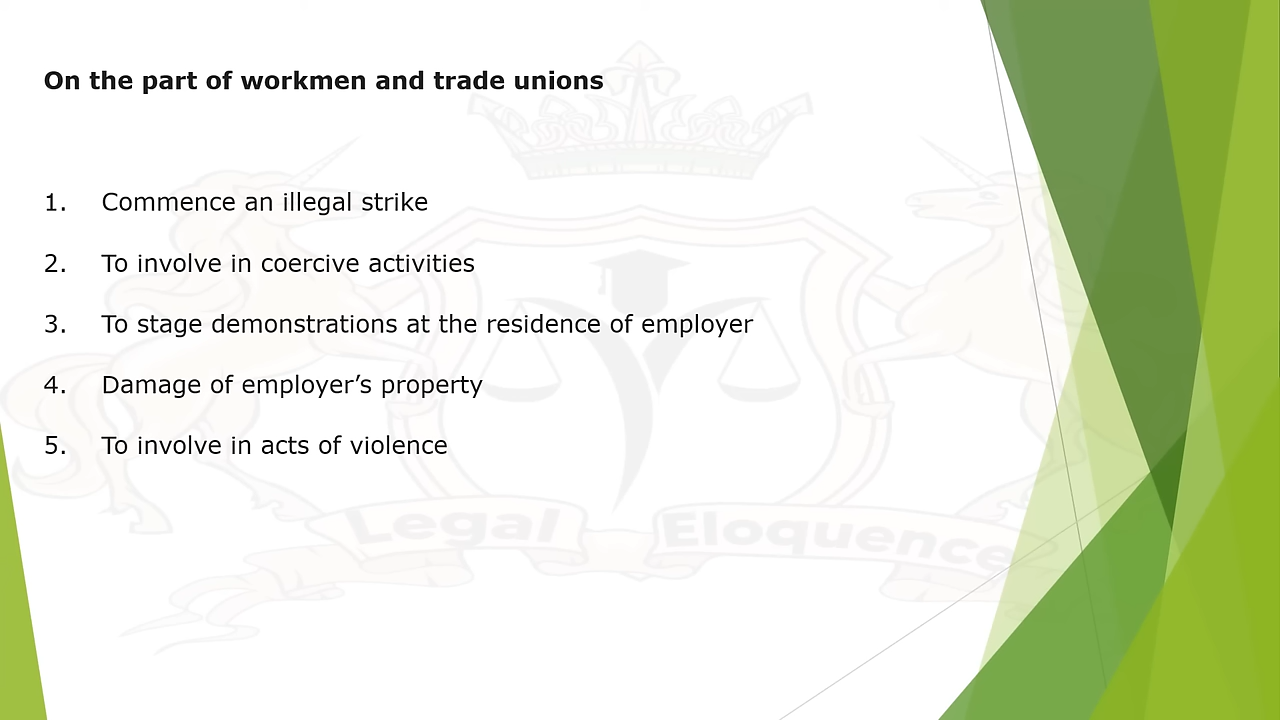 On the part of workmen and trade unions
1. Commence an illegal strike
2. To involve in coercive activities
3. To stage demonstrations at the residence of employer
4. Damage of employer’s property
5. To involve in acts of violence
Legal Eloquence